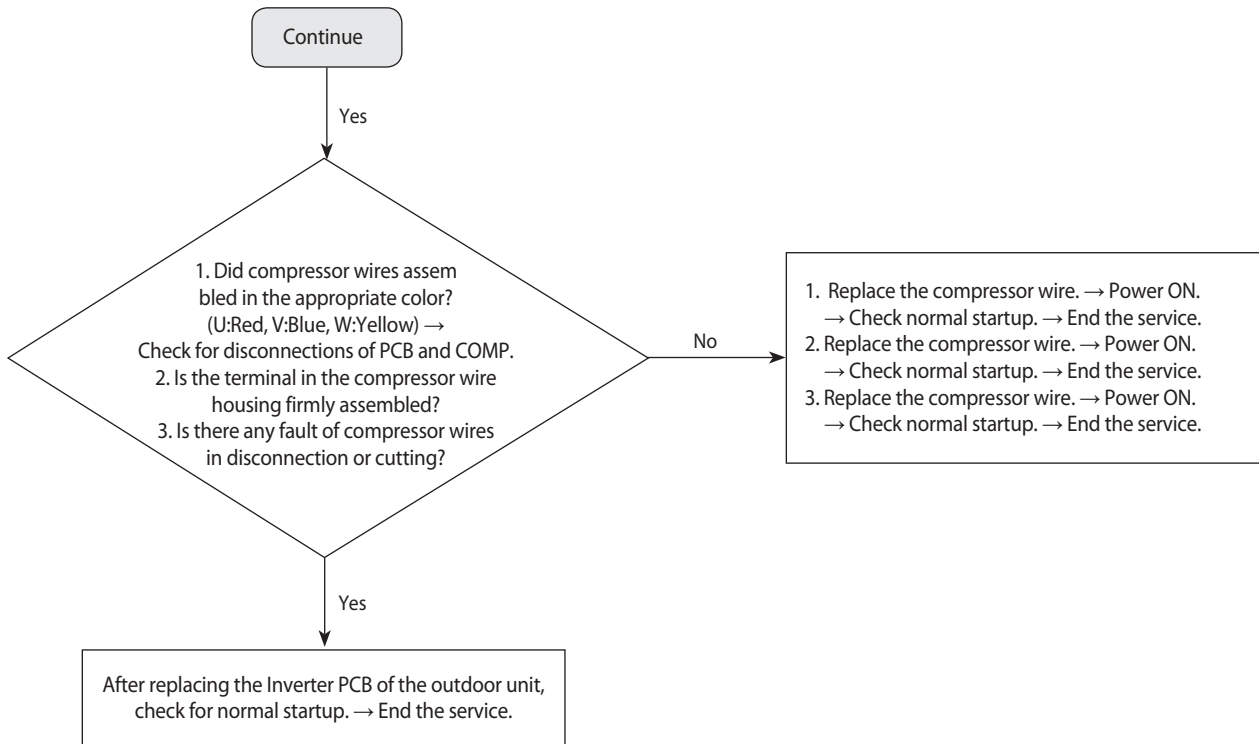 Continue
Yes
1. Did compressor wires assem
bled in the appropriate color?
(U:Red, V:Blue, W:Yellow) →
Check for disconnections of PCB and COMP.
2. Is the terminal in the compressor wire
housing firmly assembled?
3. Is there any fault of compressor wires
in disconnection or cutting?
No
1. Replace the compressor wire. → Power ON.
→ Check normal startup. → End the service.
2. Replace the compressor wire. → Power ON.
→ Check normal startup. → End the service.
3. Replace the compressor wire. → Power ON.
→ Check normal startup. → End the service.
Yes
After replacing the Inverter PCB of the outdoor unit,
check for normal startup. → End the service.